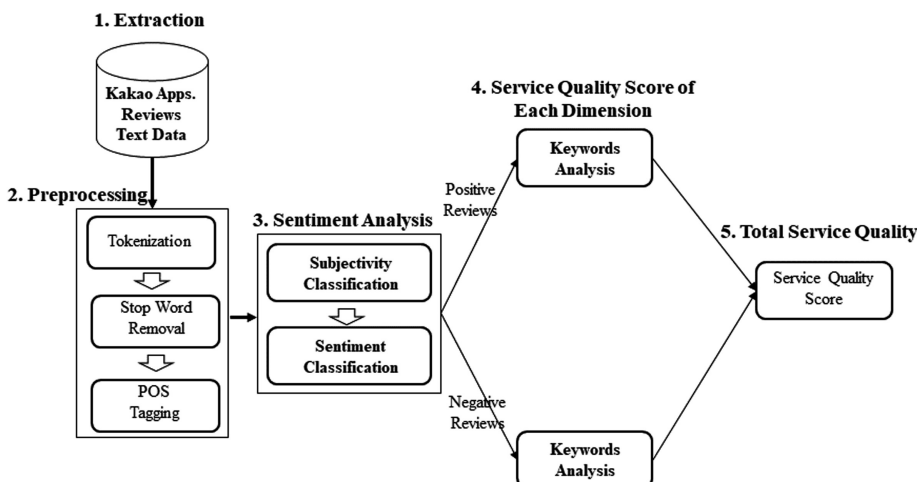 1. Extraction
Kakao Apps.
Reviews
Text Data
2. Preprocessing
Tokenization
Stop Word
Removal
POS
Tagging
3. Sentiment Analysis
Subjectivity
Classification
Sentiment
Classification
Positive
Reviews
Negative
Reviews
4. Service Quality Score of
Each Dimension
Keywords
Analysis
Keywords
Analysis
5. Total Service Quality
Service Quality
Score